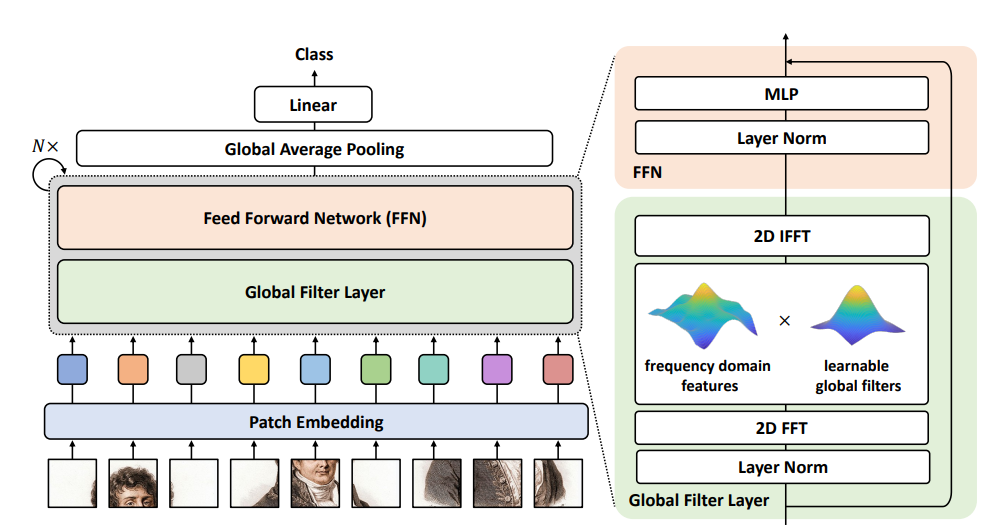 Class
Linear
Global Average Pooling
N×
Feed Forward Network (FFN)
Global Filter Layer
Patch Embedding
MLP
Layer Norm
FFN
2D IFFT
×
frequency domain
features
learnable
global filters
2D FFT
Layer Norm
Global Filter Layer